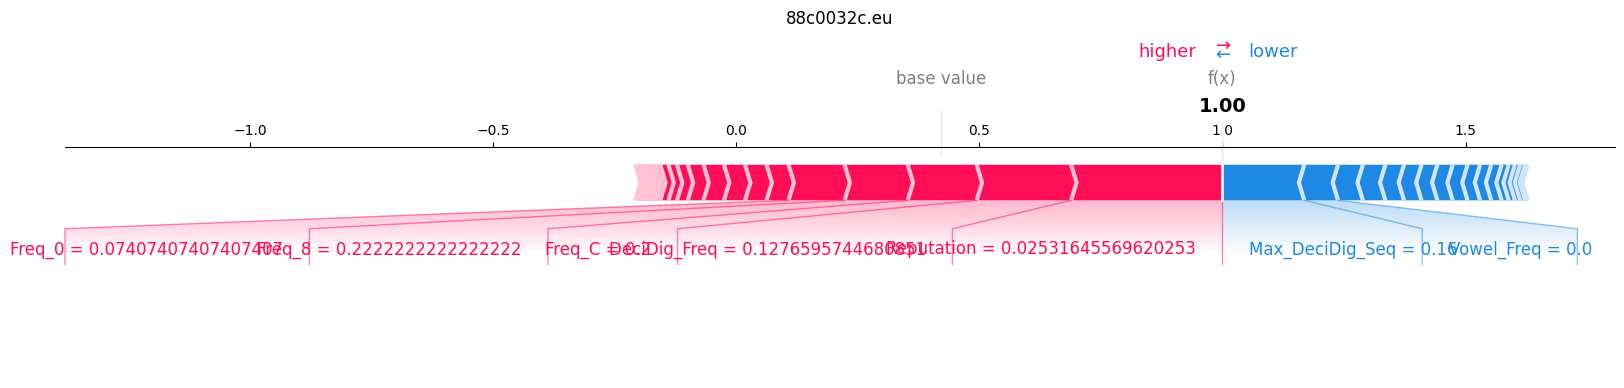 88c0032c.eu
higher → ← lower
base value f(x)
1.00
−1.0 −0.5 0.0 0.5 1.0 1.5
Freq_0 = 0.07407407407407407 Freq_8 = 0.2222222222222222 Freq_C = 0.2 DeciDig_Freq = 0.1276595744680851 Reputation = 0.02531645569620253 Max_DeciDig_Seq = 0.16 Vowel_Freq = 0.0